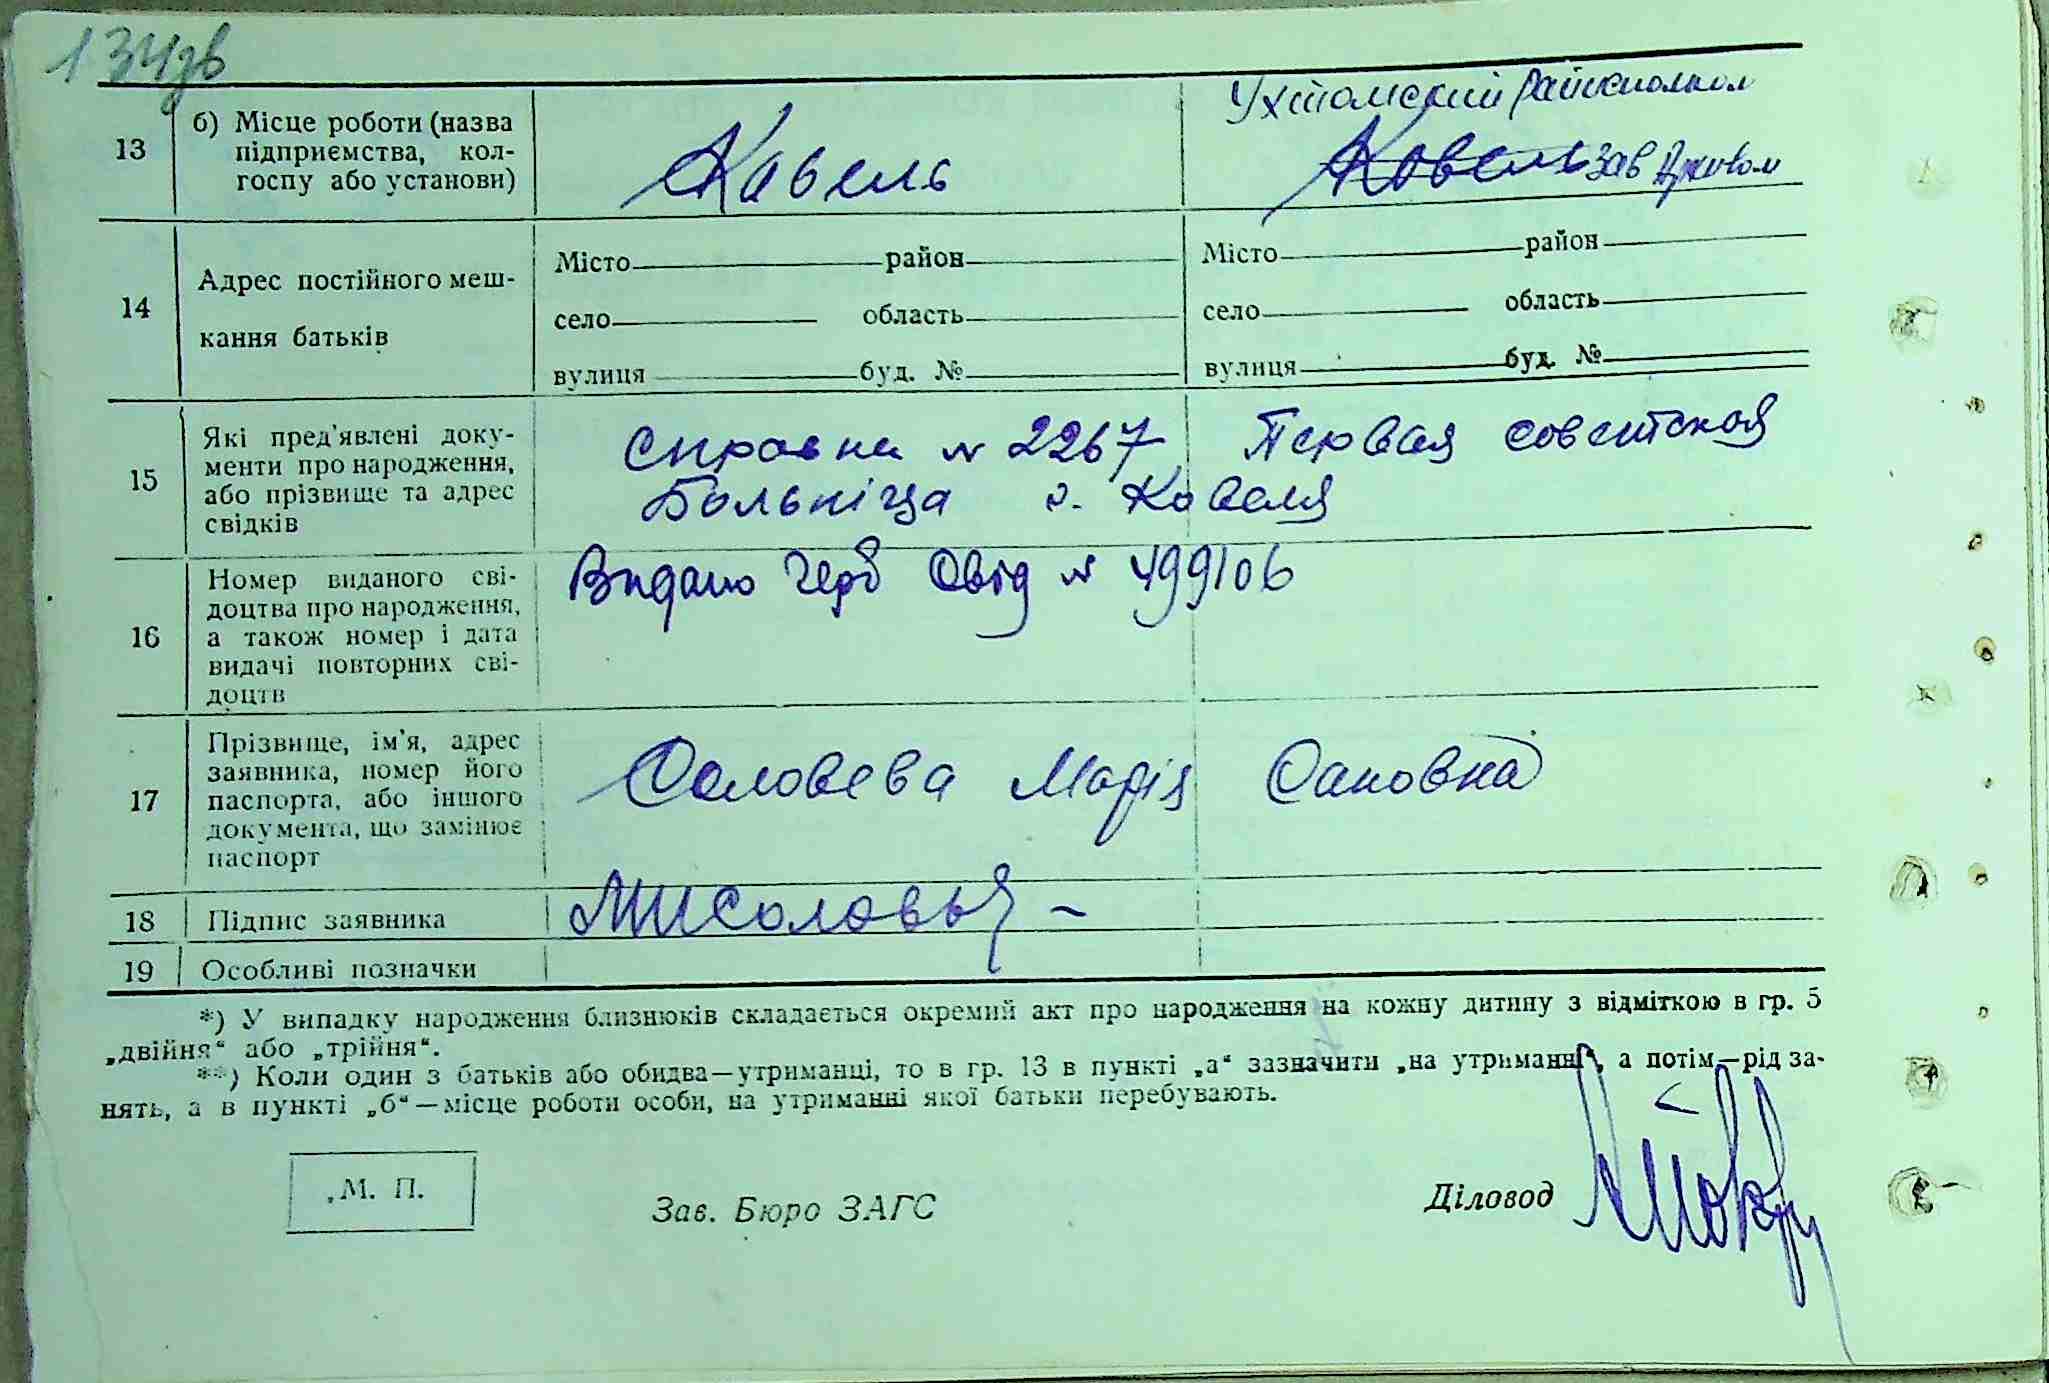 134зв
13 б) Місце роботи (назва підприємства, колгоспу або установи) Кавель Ухтомский райисполком
Ковель зав
14 Адрес постійного меш-
кання батьків
Місто район Місто район
село область село область
вулиця буд. № вулиця буд. №
15 Які пред'явлені доку-
менти про народження,
або прізвище та адрес
свідків
Справка № 2267 Первая советская
Больніца г. Ковеля
16 Номер виданого сві-
доцтва про народження,
а також номер і дата
видачі повторних сві-
доцтв
Видано герб Свід № 499106
17 Прізвище, ім'я, адрес
заявника, номер його
паспорта, або іншого
документа, що замінює
паспорт
Соловева Марія
18 Підпис заявника
19 Особливі позначки
*) У випадку народження близнюків складається окремий акт про народження на кожну дитину з відміткою в гр. 5
„двійня“ або „трійня“.
**) Коли один з батьків або обидва—утриманці, то в гр. 13 в пункті „а“ зазначити „на утриманні“, а потім—рід за-
нять, а в пункті „б“—місце роботи особи, на утриманні якої батьки перебувають.
М. П. Зав. Бюро ЗАГС Діловод